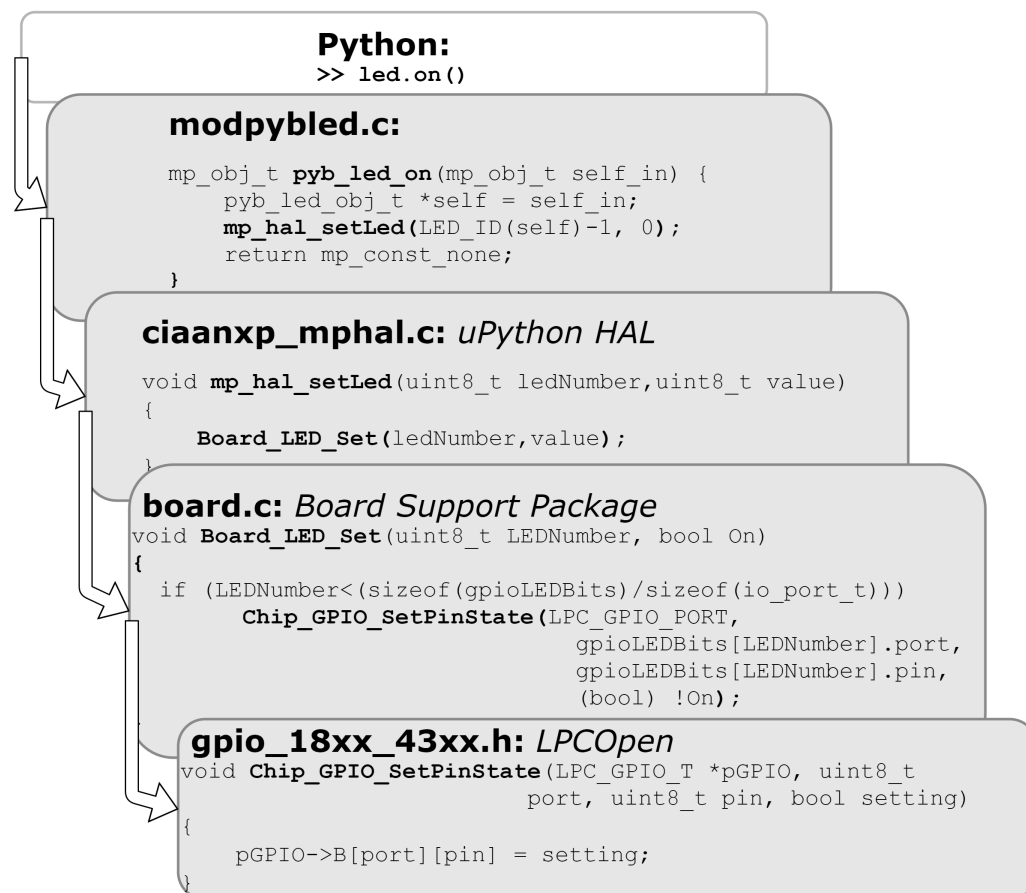 Python:
>> led.on()
modpybled.c:
mp_obj_t pyb_led_on(mp_obj_t self_in) {
    pyb_led_obj_t *self = self_in;
    mp_hal_setLed(LED_ID(self)-1, 0);
    return mp_const_none;
}
ciaanxp_mphal.c: uPython HAL
void mp_hal_setLed(uint8_t ledNumber,uint8_t value)
{
    Board_LED_Set(ledNumber,value);
}
board.c: Board Support Package
void Board_LED_Set(uint8_t LEDNumber, bool On)
{
  if (LEDNumber<(sizeof(gpioLEDBits)/sizeof(io_port_t)))
        Chip_GPIO_SetPinState(LPC_GPIO_PORT,
                              gpioLEDBits[LEDNumber].port,
                              gpioLEDBits[LEDNumber].pin,
                              (bool) !On);
gpio_18xx_43xx.h: LPCOpen
void Chip_GPIO_SetPinState(LPC_GPIO_T *pGPIO, uint8_t
                           port, uint8_t pin, bool setting)
{
    pGPIO->B[port][pin] = setting;
}